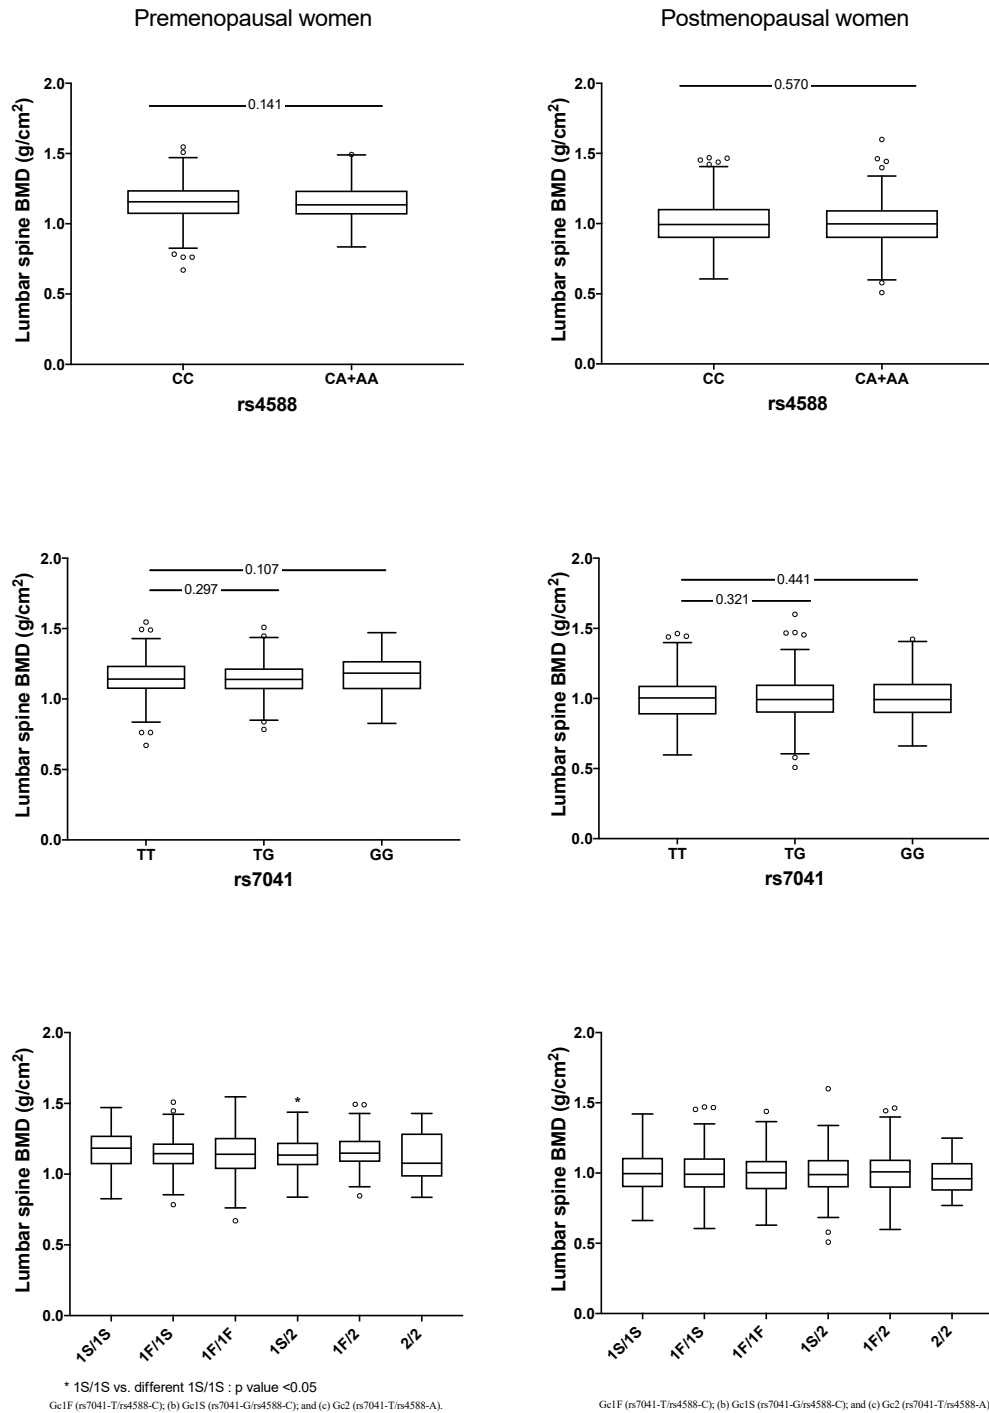 Premenopausal women
Postmenopausal women
Lumbar spine BMD (g/cm²)
2.0
1.5
1.0
0.5
0.0
0.141
CC
CA+AA
rs4588
Lumbar spine BMD (g/cm²)
2.0
1.5
1.0
0.5
0.0
0.570
CC
CA+AA
rs4588
Lumbar spine BMD (g/cm²)
2.0
1.5
1.0
0.5
0.0
0.107
0.297
TT
TG
GG
rs7041
Lumbar spine BMD (g/cm²)
2.0
1.5
1.0
0.5
0.0
0.441
0.321
TT
TG
GG
rs7041
Lumbar spine BMD (g/cm²)
2.0
1.5
1.0
0.5
0.0
*
1S/1S
1F/1S
1F/1F
1S/2
1F/2
2/2
* 1S/1S vs. different 1S/1S : p value <0.05
Gc1F (rs7041-T/rs4588-C); (b) Gc1S (rs7041-G/rs4588-C); and (c) Gc2 (rs7041-T/rs4588-A).
Lumbar spine BMD (g/cm²)
2.0
1.5
1.0
0.5
0.0
1S/1S
1F/1S
1F/1F
1S/2
1F/2
2/2
Gc1F (rs7041-T/rs4588-C); (b) Gc1S (rs7041-G/rs4588-C); and (c) Gc2 (rs7041-T/rs4588-A)